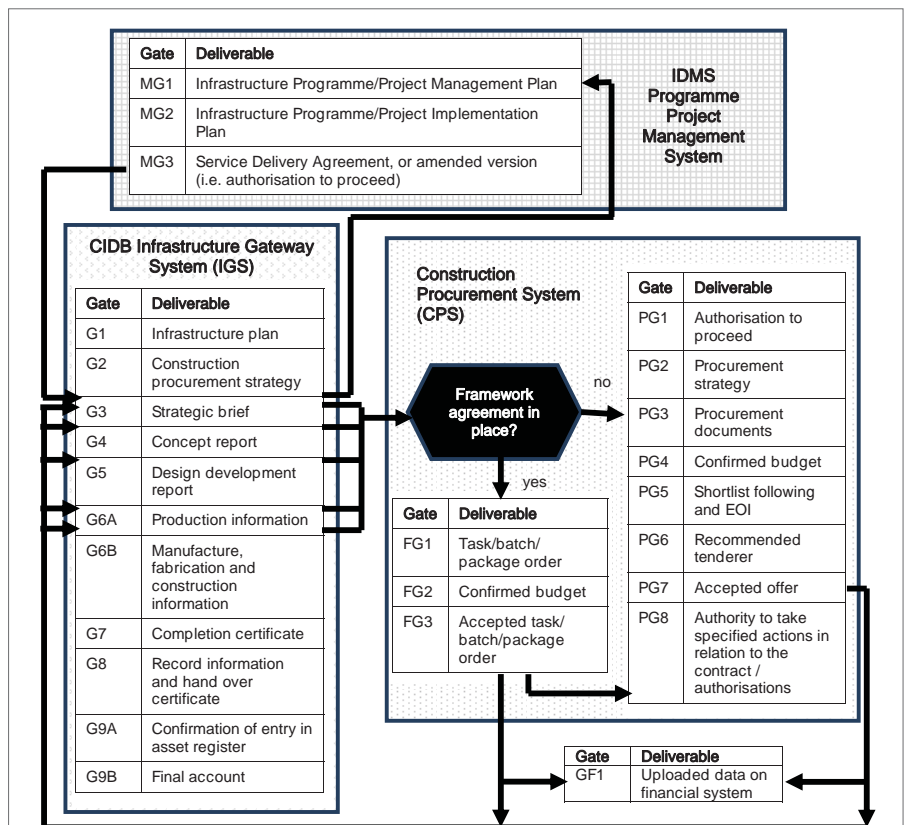 Gate Deliverable
MG1 Infrastructure Programme/Project Management Plan
MG2 Infrastructure Programme/Project Implementation
Plan
MG3 Service Delivery Agreement, or amended version
(i.e. authorisation to proceed)
IDMS
Programme
Project
Management
System
CIDB Infrastructure Gateway
System (IGS)
Gate Deliverable
G1 Infrastructure plan
G2 Construction
procurement strategy
G3 Strategic brief
G4 Concept report
G5 Design development
report
G6A Production information
G6B Manufacture,
fabrication and
construction
information
G7 Completion certificate
G8 Record information
and hand over
certificate
G9A Confirmation of entry in
asset register
G9B Final account
Construction
Procurement System
(CPS)
Framework
agreement in
place?
no
yes
Gate Deliverable
FG1 Task/batch/
package order
FG2 Confirmed budget
FG3 Accepted task/
batch/package
order
Gate Deliverable
PG1 Authorisation to
proceed
PG2 Procurement
strategy
PG3 Procurement
documents
PG4 Confirmed budget
PG5 Shortlist following
and EOI
PG6 Recommended
tenderer
PG7 Accepted offer
PG8 Authority to take
specified actions in
relation to the
contract /
authorisations
Gate Deliverable
GF1 Uploaded data on
financial system